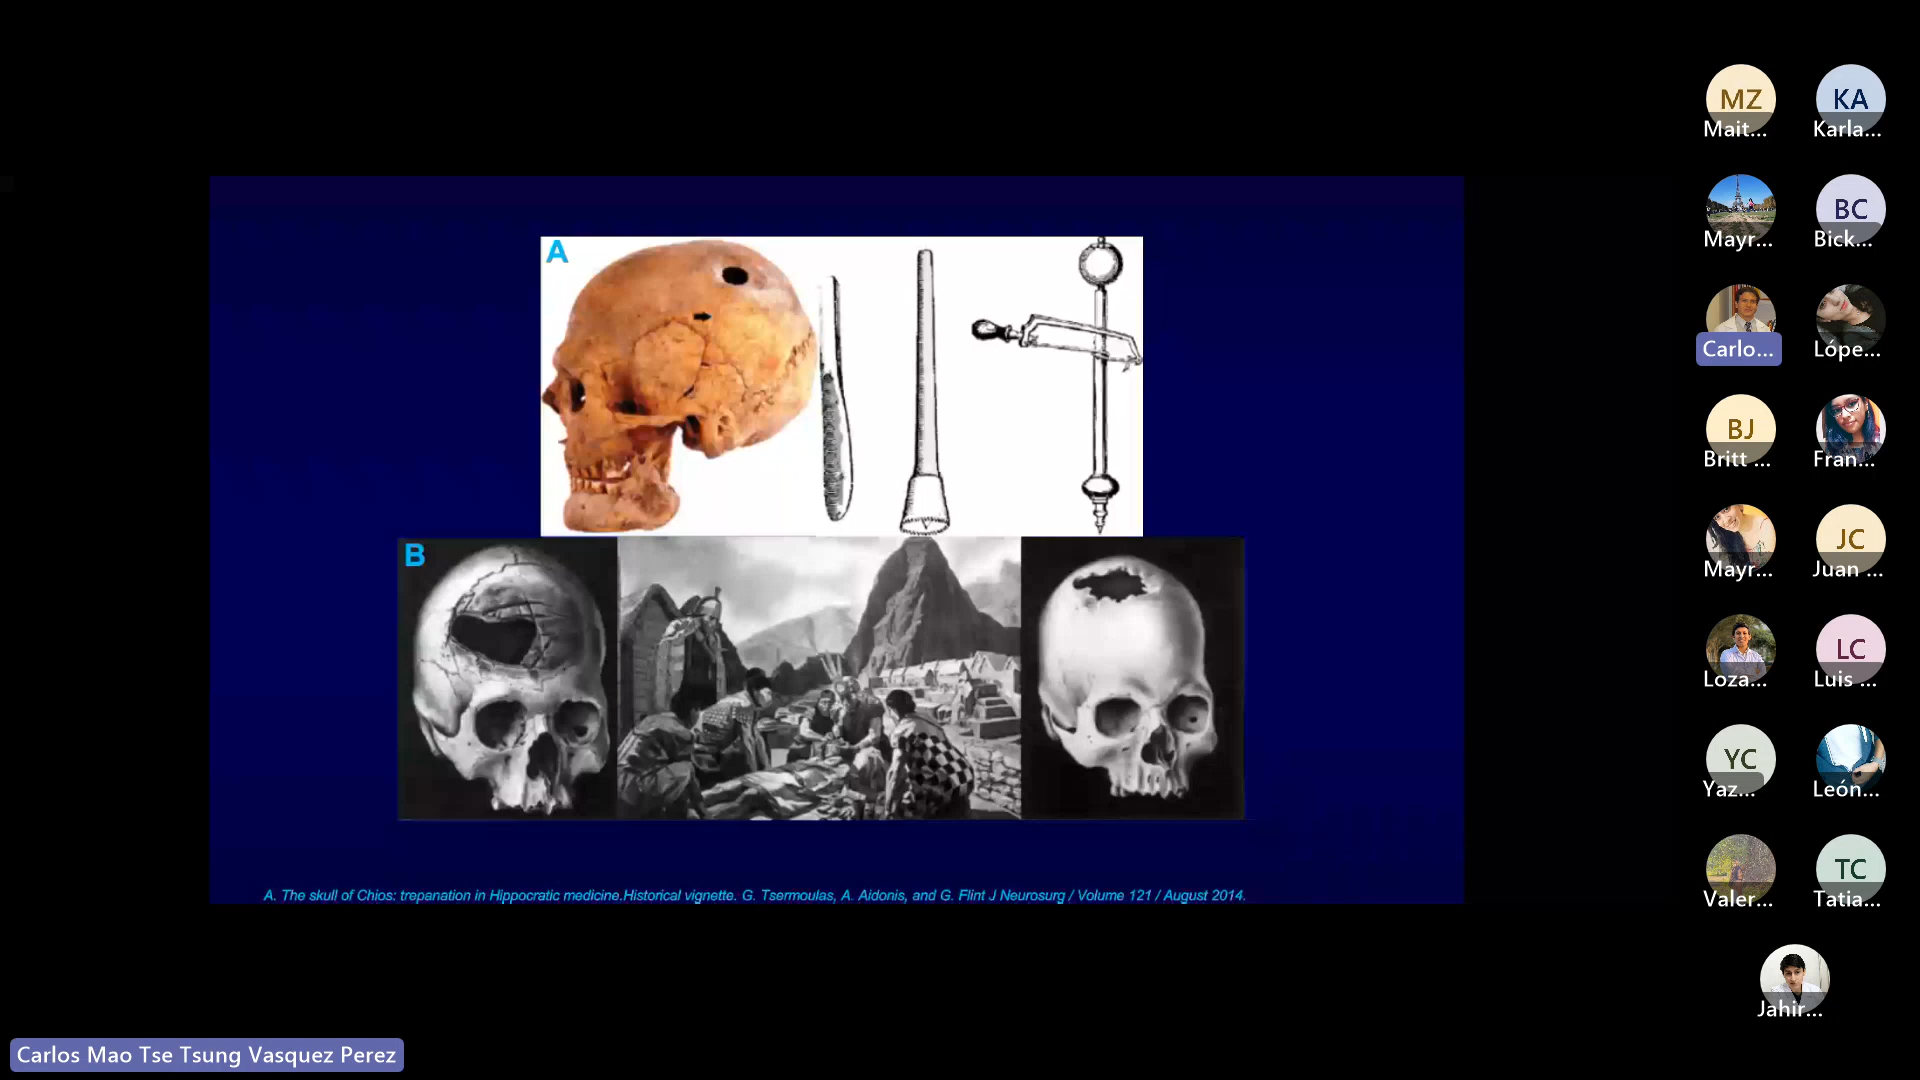 A
B
A. The skull of Chios: trepanation in Hippocratic medicine.Historical vignette. G. Tsermoulas, A. Aidonis, and G. Flint J Neurosurg / Volume 121 / August 2014.
MZ
Mait...
KA
Karla...
Mayr...
BC
Bick...
Carlo...
Lópe...
BJ
Britt ...
Fran...
Mayr...
JC
Juan ...
Loza...
LC
Luis ...
YC
Yaz...
León...
Valer...
TC
Tatia...
Jahir...
Carlos Mao Tse Tsung Vasquez Perez